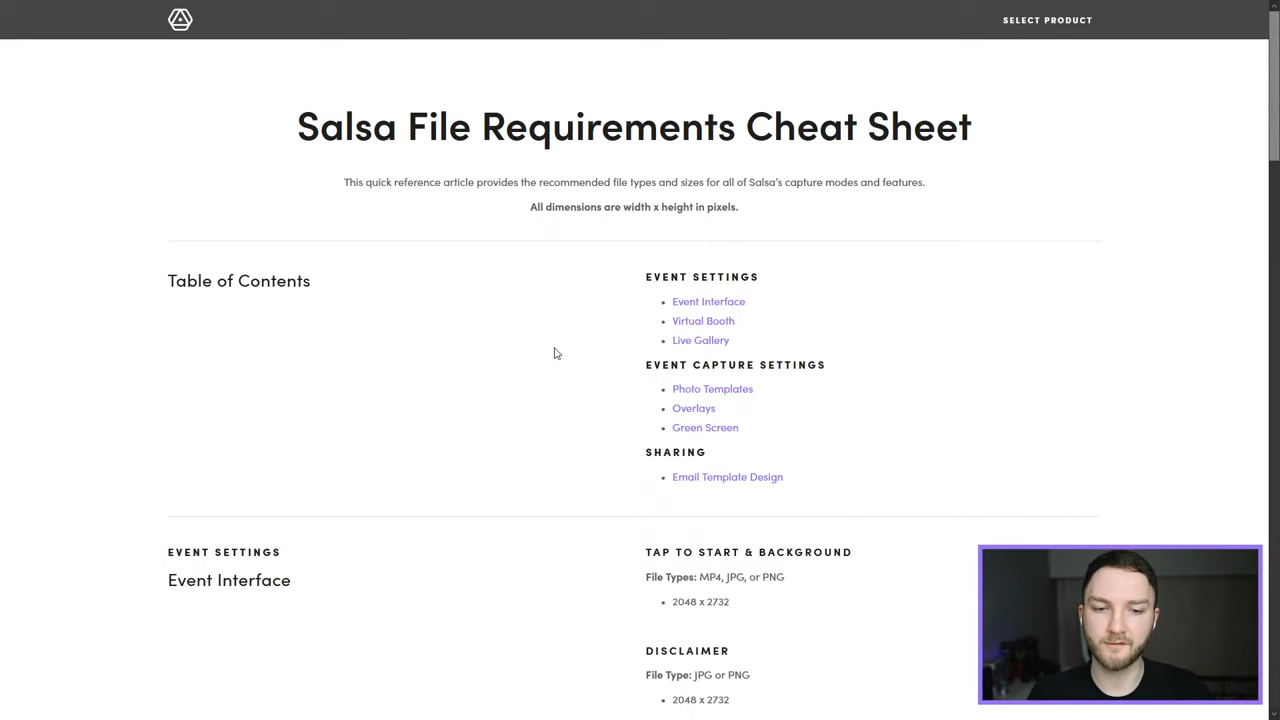 SELECT PRODUCT
Salsa File Requirements Cheat Sheet
This quick reference article provides the recommended file types and sizes for all of Salsa's capture modes and features.
All dimensions are width x height in pixels.
Table of Contents
EVENT SETTINGS
• Event Interface
• Virtual Booth
• Live Gallery
EVENT CAPTURE SETTINGS
• Photo Templates
• Overlays
• Green Screen
SHARING
• Email Template Design
EVENT SETTINGS
Event Interface
TAP TO START & BACKGROUND
File Types: MP4, JPG, or PNG
• 2048 x 2732
DISCLAIMER
File Type: JPG or PNG
• 2048 x 2732